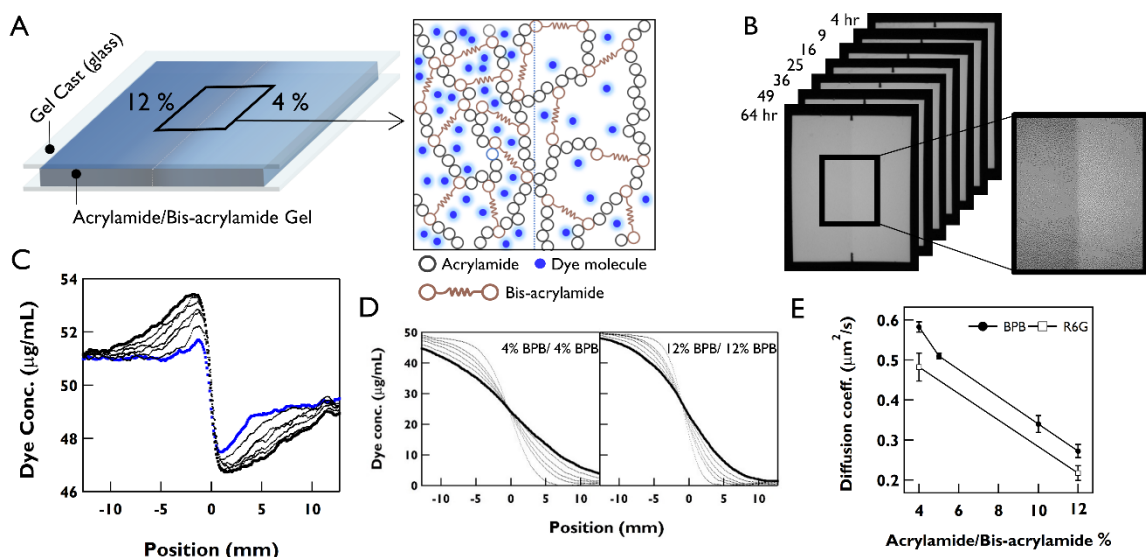 A
Gel Cast (glass)
12 %
4 %
Acrylamide/Bis-acrylamide Gel
Acrylamide
Dye molecule
Bis-acrylamide
B
4 hr
9
16
25
36
49
64 hr
C
54
52
50
48
46
Dye Conc. (μg/mL)
-10
-5
0
5
10
Position (mm)
D
50
40
30
20
10
0
Dye conc. (μg/mL)
4% BPB/ 4% BPB
12% BPB/ 12% BPB
-10
-5
0
5
10
-10
-5
0
5
10
Position (mm)
E
BPB
R6G
0.6
0.5
0.4
0.3
0.2
Diffusion coeff. (μm²/s)
4
6
8
10
12
Acrylamide/Bis-acrylamide %